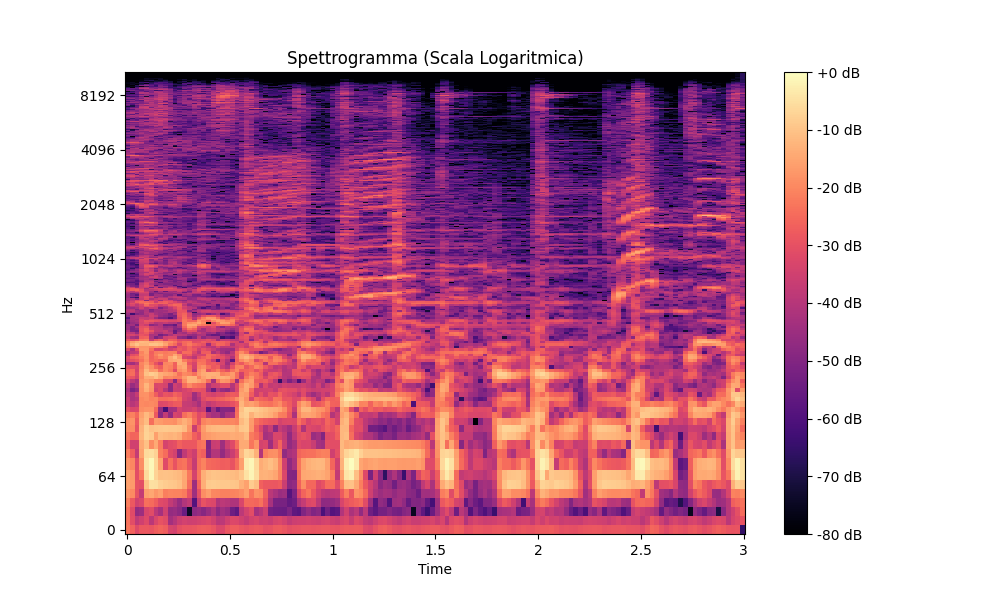 Spettrogramma (Scala Logaritmica)
8192
4096
2048
1024
512
256
128
64
0
Hz
0
0.5
1
1.5
2
2.5
3
Time
+0 dB
-10 dB
-20 dB
-30 dB
-40 dB
-50 dB
-60 dB
-70 dB
-80 dB